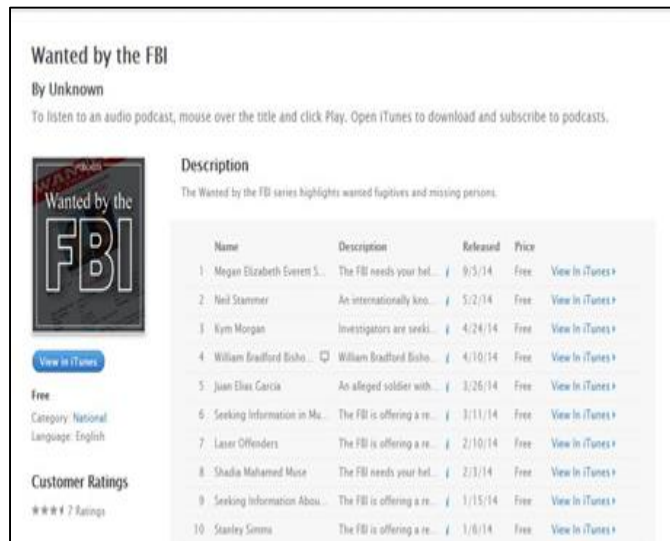 Wanted by the FBI
By Unknown
To listen to an audio podcast, mouse over the title and click Play. Open iTunes to download and subscribe to podcasts.
Wanted by the
FBI
View in iTunes
Free
Category: National
Language: English
Customer Ratings
7 Ratings
Description
The Wanted by the FBI series highlights wanted fugitives and missing persons.
Name Description Released Price
1 Megan Elizabeth Everett S... The FBI needs your hel... i 9/5/14 Free View In iTunes
2 Neil Stammer An internationally kno... i 5/2/14 Free View In iTunes
3 Kym Morgan Investigators are seeki... i 4/24/14 Free View In iTunes
4 William Bradford Bisho... William Bradford Bisho... i 4/10/14 Free View In iTunes
5 Juan Elias Garcia An alleged soldier with... i 3/26/14 Free View In iTunes
6 Seeking Information in Mu... The FBI is offering a re... i 3/11/14 Free View In iTunes
7 Laser Offenders The FBI is offering a re... i 2/10/14 Free View In iTunes
8 Shadia Mahamed Muse The FBI needs your hel... i 2/3/14 Free View In iTunes
9 Seeking Information Abou... The FBI is offering a re... i 1/15/14 Free View In iTunes
10 Stanley Simms The FBI is offering a re... i 1/6/14 Free View In iTunes